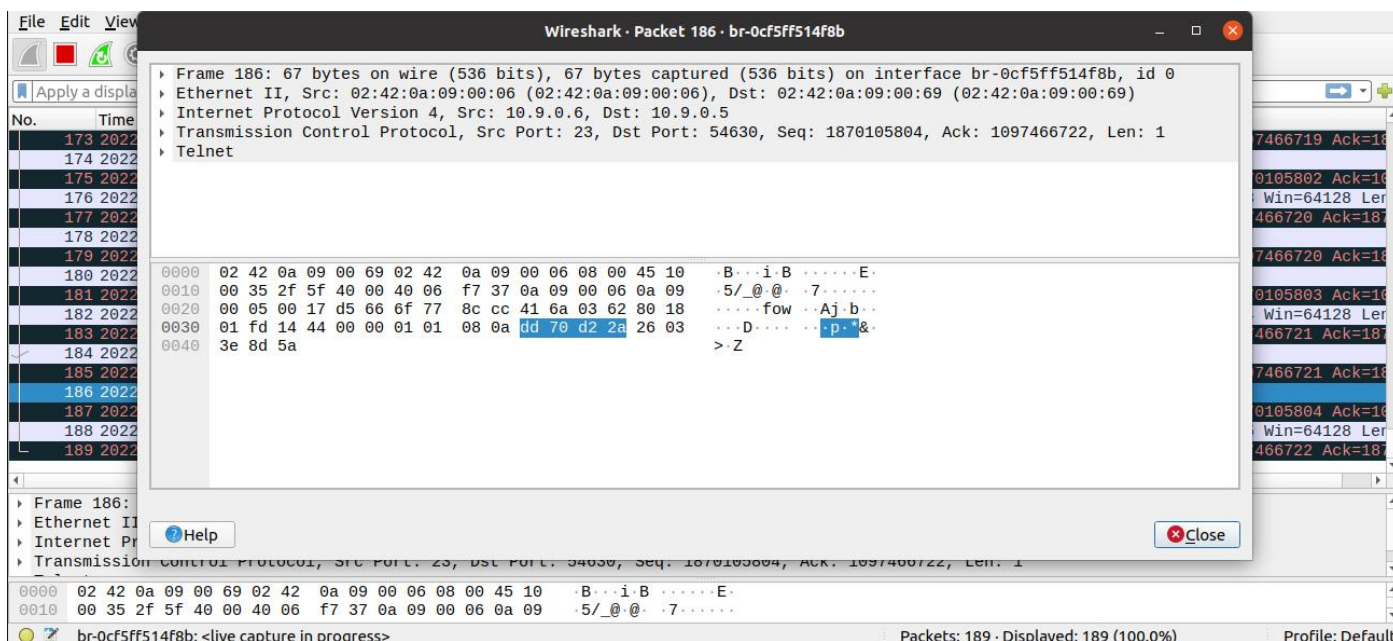 File Edit View
Wireshark · Packet 186 · br-0cf5ff514f8b
Apply a displa
▸ Frame 186: 67 bytes on wire (536 bits), 67 bytes captured (536 bits) on interface br-0cf5ff514f8b, id 0
▸ Ethernet II, Src: 02:42:0a:09:00:06 (02:42:0a:09:00:06), Dst: 02:42:0a:09:00:69 (02:42:0a:09:00:69)
▸ Internet Protocol Version 4, Src: 10.9.0.6, Dst: 10.9.0.5
▸ Transmission Control Protocol, Src Port: 23, Dst Port: 54630, Seq: 1870105804, Ack: 1097466722, Len: 1
▸ Telnet
No. Time
173 2022 7466719 Ack=18
174 2022
175 2022 0105802 Ack=10
176 2022 Win=64128 Len
177 2022 466720 Ack=187
178 2022
179 2022 7466720 Ack=18
180 2022
181 2022 0105803 Ack=10
182 2022 Win=64128 Len
183 2022 466721 Ack=187
184 2022
185 2022 7466721 Ack=18
186 2022
187 2022 0105804 Ack=10
188 2022 Win=64128 Len
189 2022 466722 Ack=187
0000 02 42 0a 09 00 69 02 42 0a 09 00 06 08 00 45 10 ·B···i·B ······E·
0010 00 35 2f 5f 40 00 40 06 f7 37 0a 09 00 06 0a 09 ·5/_@·@· ·7······
0020 00 05 00 17 d5 66 6f 77 8c cc 41 6a 03 62 80 18 ·····fow ··Aj·b··
0030 01 fd 14 44 00 00 01 01 08 0a dd 70 d2 2a 26 03 ···D···· ···p·*&·
0040 3e 8d 5a >·Z
Help
Close
▸ Frame 186:
▸ Ethernet II
▸ Internet Pr
▸ Transmission Control Protocol, Src Port: 23, Dst Port: 54630, Seq: 1870105804, Ack: 1097466722, Len: 1
0000 02 42 0a 09 00 69 02 42 0a 09 00 06 08 00 45 10 ·B···i·B ······E·
0010 00 35 2f 5f 40 00 40 06 f7 37 0a 09 00 06 0a 09 ·5/_@·@· ·7······
br-0cf5ff514f8b: <live capture in progress>
Packets: 189 · Displayed: 189 (100.0%)
Profile: Default